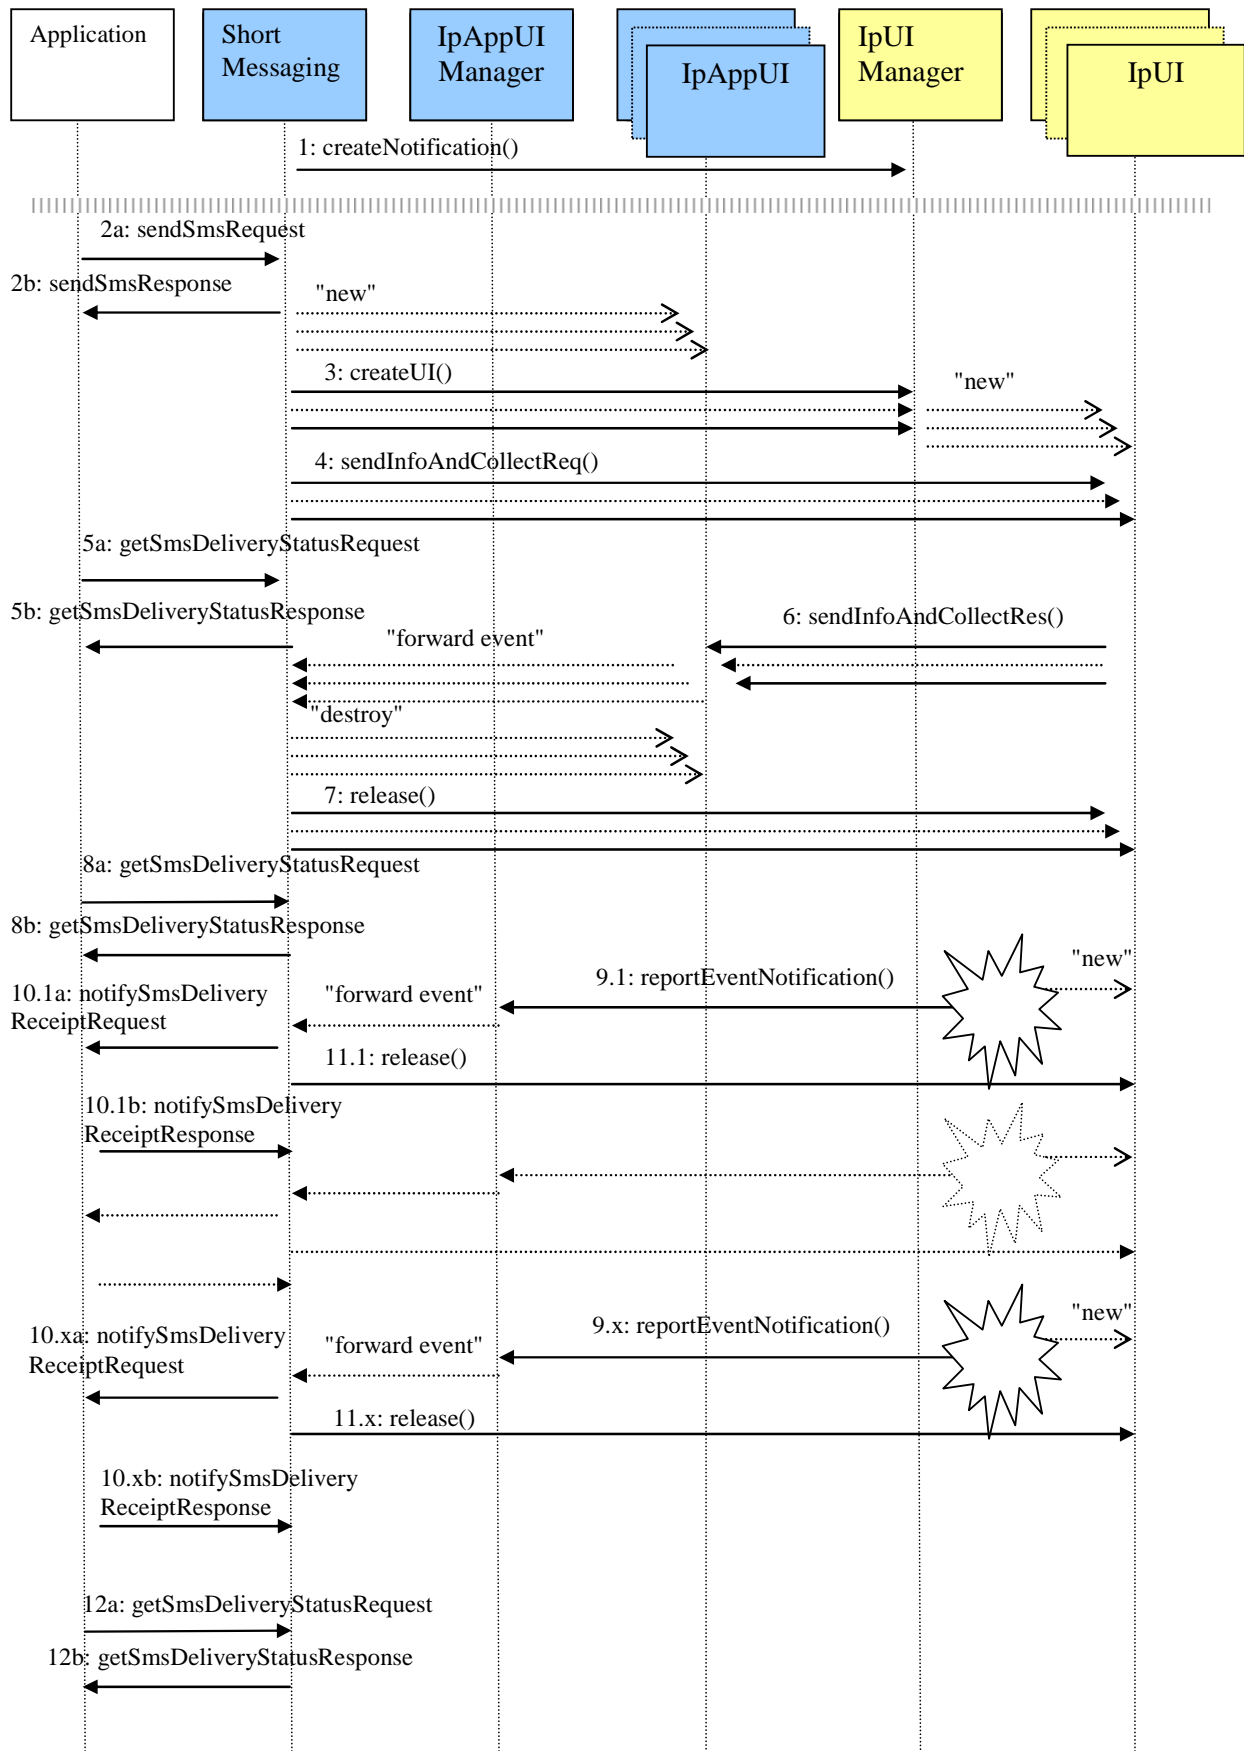 Application
Short
Messaging
IpAppUI
Manager
IpAppUI
IpUI
Manager
IpUI
1: createNotification()
2a: sendSmsRequest
2b: sendSmsResponse
"new"
3: createUI()
"new"
4: sendInfoAndCollectReq()
5a: getSmsDeliveryStatusRequest
5b: getSmsDeliveryStatusResponse
6: sendInfoAndCollectRes()
"forward event"
"destroy"
7: release()
8a: getSmsDeliveryStatusRequest
8b: getSmsDeliveryStatusResponse
9.1: reportEventNotification()
"new"
10.1a: notifySmsDelivery
ReceiptRequest
"forward event"
11.1: release()
10.1b: notifySmsDelivery
ReceiptResponse
9.x: reportEventNotification()
"new"
10.xa: notifySmsDelivery
ReceiptRequest
"forward event"
11.x: release()
10.xb: notifySmsDelivery
ReceiptResponse
12a: getSmsDeliveryStatusRequest
12b: getSmsDeliveryStatusResponse